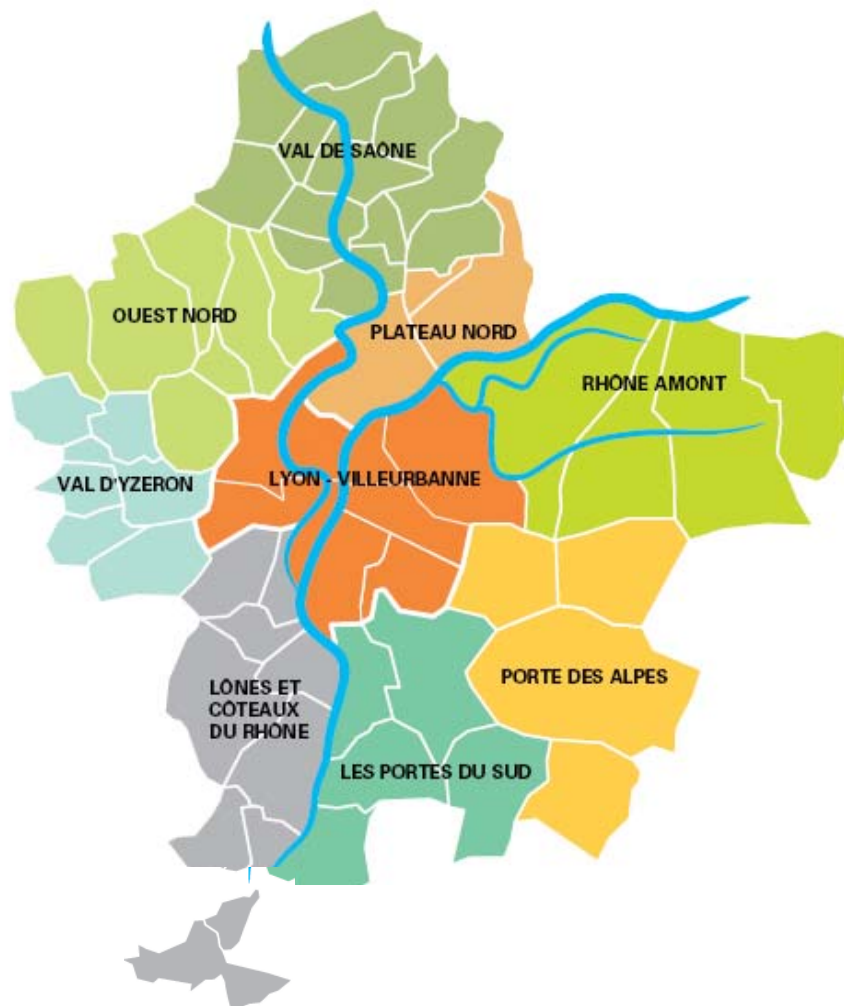 VAL DE SAÔNE
OUEST NORD
PLATEAU NORD
RHÔNE AMONT
VAL D'YZERON
LYON - VILLEURBANNE
PORTE DES ALPES
LÔNES ET
CÔTEAUX
DU RHÔNE
LES PORTES DU SUD